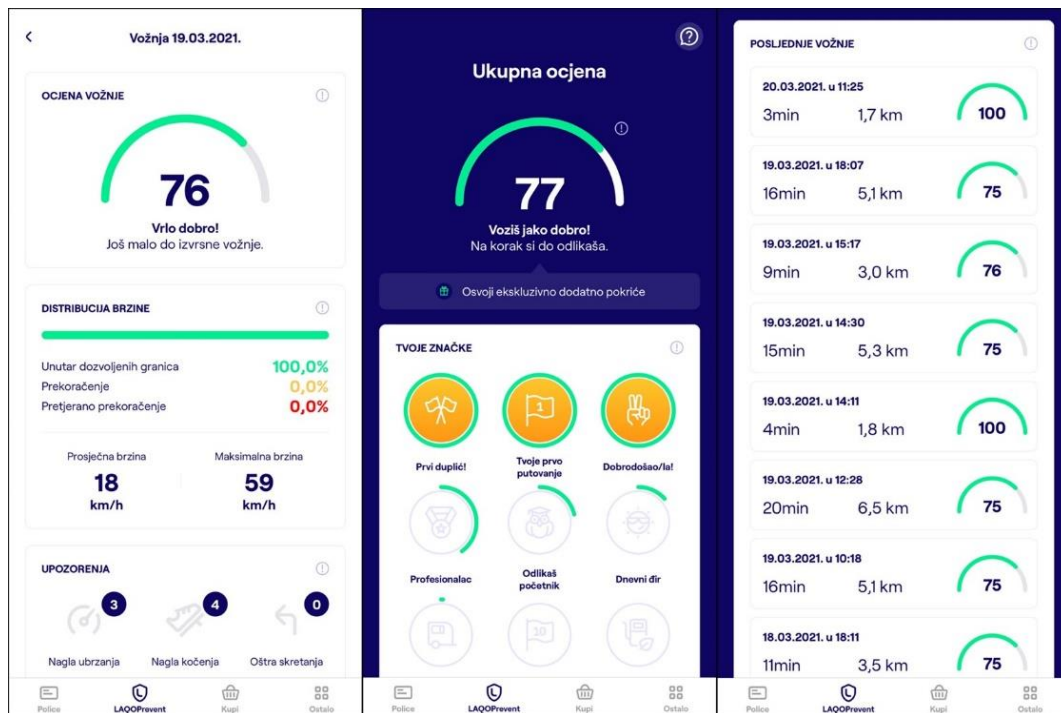 Vožnja 19.03.2021.
OCJENA VOŽNJE
76
Vrlo dobro!
Još malo do izvrsne vožnje.
DISTRIBUCIJA BRZINE
Unutar dozvoljenih granica 100,0%
Prekoračenje 0,0%
Pretjerano prekoračenje 0,0%
Prosječna brzina
18
km/h
Maksimalna brzina
59
km/h
UPOZORENJA
3
4
0
Nagla ubrzanja
Nagla kočenja
Oštra skretanja
Police
LAQOPrevent
Kupi
Ostalo
Ukupna ocjena
77
Voziš jako dobro!
Na korak si do odlikaša.
Osvoji ekskluzivno dodatno pokriće
TVOJE ZNAČKE
1
Prvi duplić!
Tvoje prvo
putovanje
Dobrodošao/la!
Profesionalac
Odlikaš
početnik
Dnevni đir
10
Police
LAQOPrevent
Kupi
Ostalo
POSLJEDNJE VOŽNJE
20.03.2021. u 11:25
3min 1,7 km 100
19.03.2021. u 18:07
16min 5,1 km 75
19.03.2021. u 15:17
9min 3,0 km 76
19.03.2021. u 14:30
15min 5,3 km 75
19.03.2021. u 14:11
4min 1,8 km 100
19.03.2021. u 12:28
20min 6,5 km 75
19.03.2021. u 10:18
16min 5,1 km 75
18.03.2021. u 18:11
11min 3,5 km 75
Police
LAQOPrevent
Kupi
Ostalo